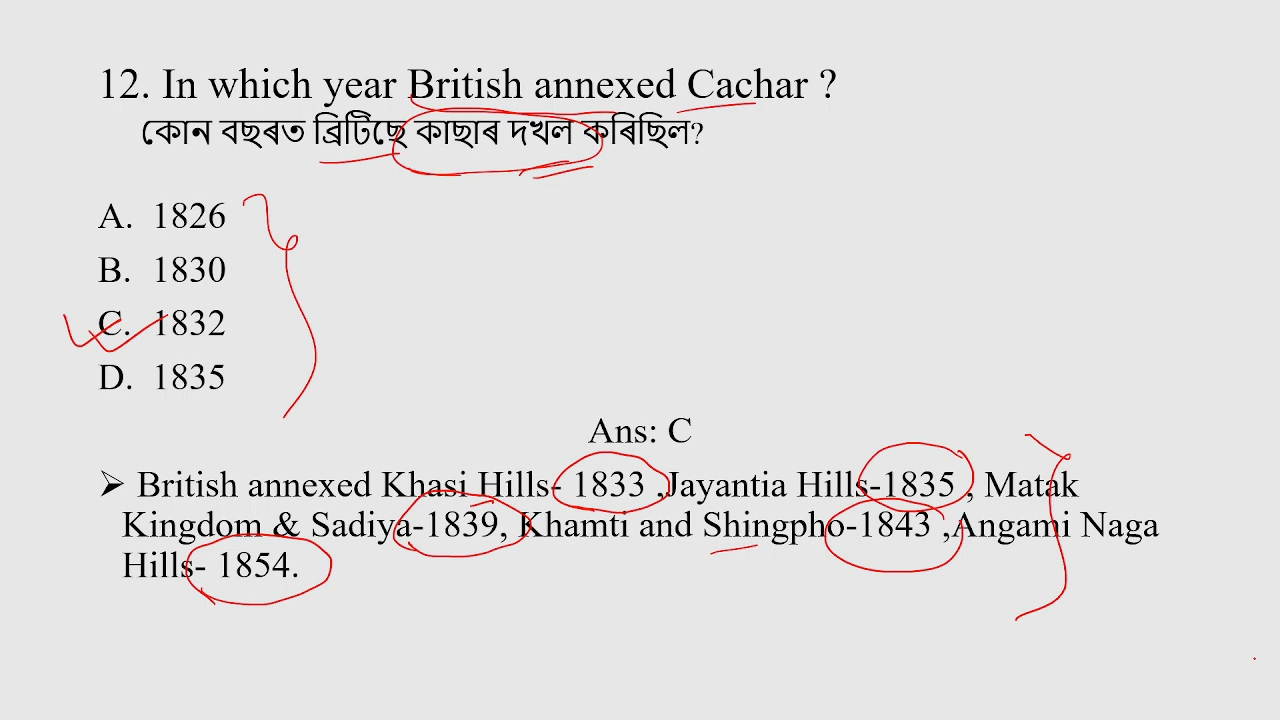 12. In which year British annexed Cachar ?
কোন বছৰত ব্ৰিটিছে কাছাৰ দখল কৰিছিল?
A. 1826
B. 1830
C. 1832
D. 1835
Ans: C
➢ British annexed Khasi Hills- 1833 ,Jayantia Hills-1835 , Matak
Kingdom & Sadiya-1839, Khamti and Shingpho-1843 ,Angami Naga
Hills- 1854.